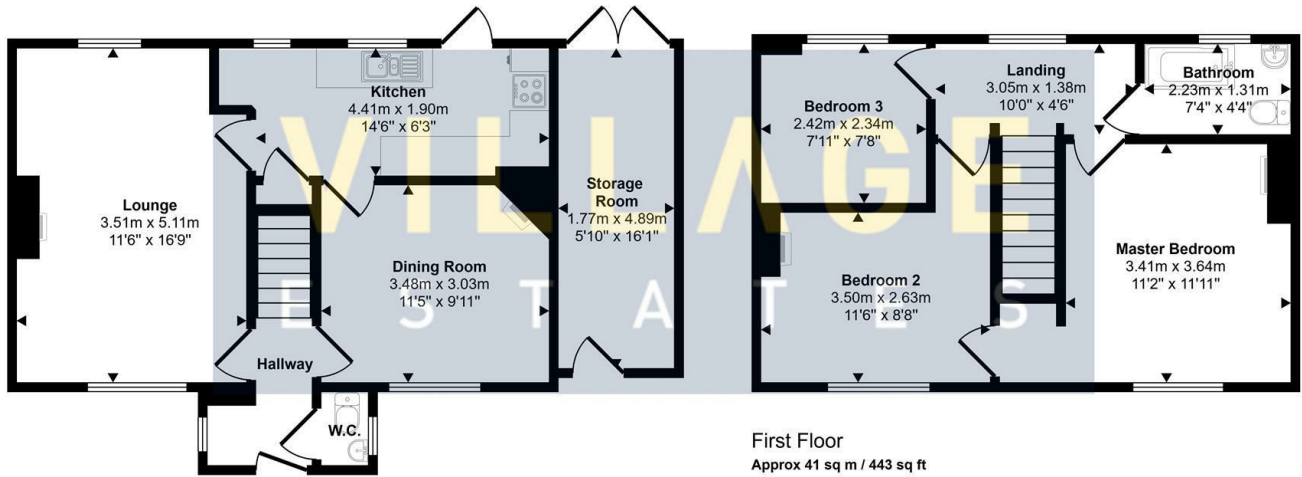 Kitchen
4.41m x 1.90m
14'6" x 6'3"
Lounge
3.51m x 5.11m
11'6" x 16'9"
Storage
Room
1.77m x 4.89m
5'10" x 16'1"
Dining Room
3.48m x 3.03m
11'5" x 9'11"
Hallway
W.C.
Landing
3.05m x 1.38m
10'0" x 4'6"
Bathroom
2.23m x 1.31m
7'4" x 4'4"
Bedroom 3
2.42m x 2.34m
7'11" x 7'8"
Master Bedroom
3.41m x 3.64m
11'2" x 11'11"
Bedroom 2
3.50m x 2.63m
11'6" x 8'8"
VILLAGE
ESTATES
First Floor
Approx 41 sq m / 443 sq ft